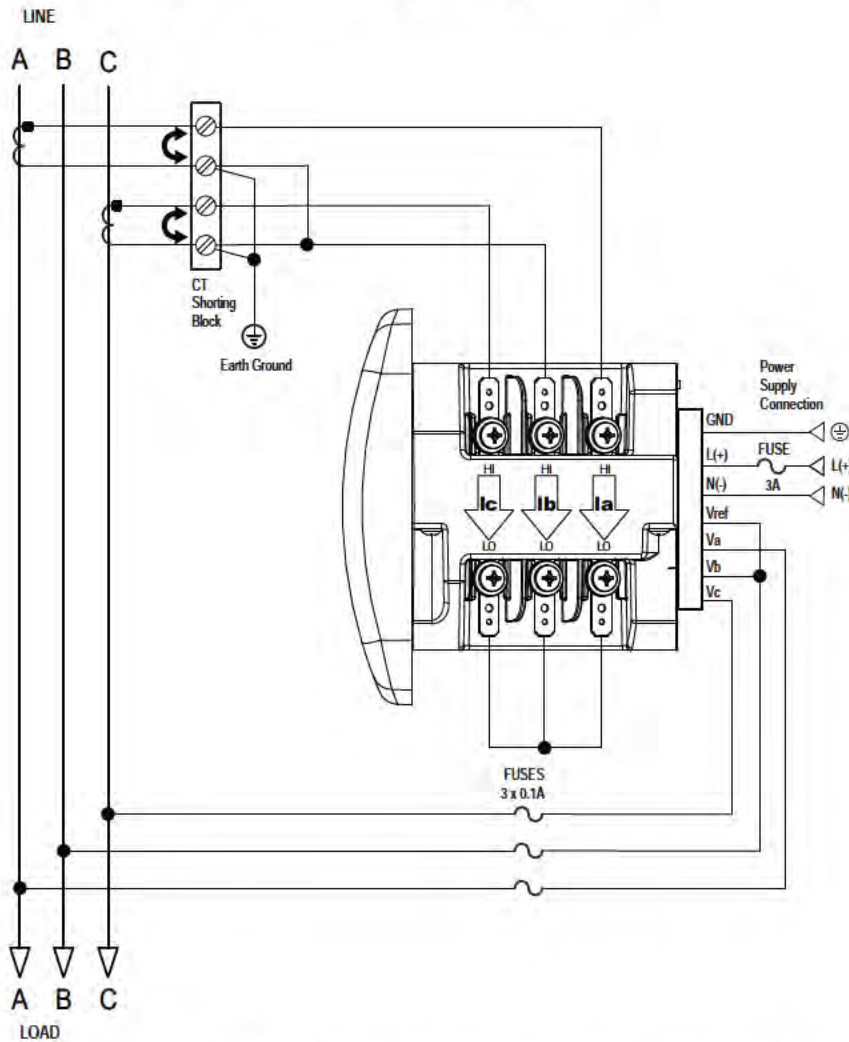 LINE
A B C
CT
Shorting
Block
Earth Ground
Power
Supply
Connection
GND
L(+) FUSE L(+
N(-) 3A N(-)
Vref
Va
Vb
Vc
HI HI HI
Ic Ib Ia
LO LO LO
FUSES
3 x 0.1A
A B C
LOAD